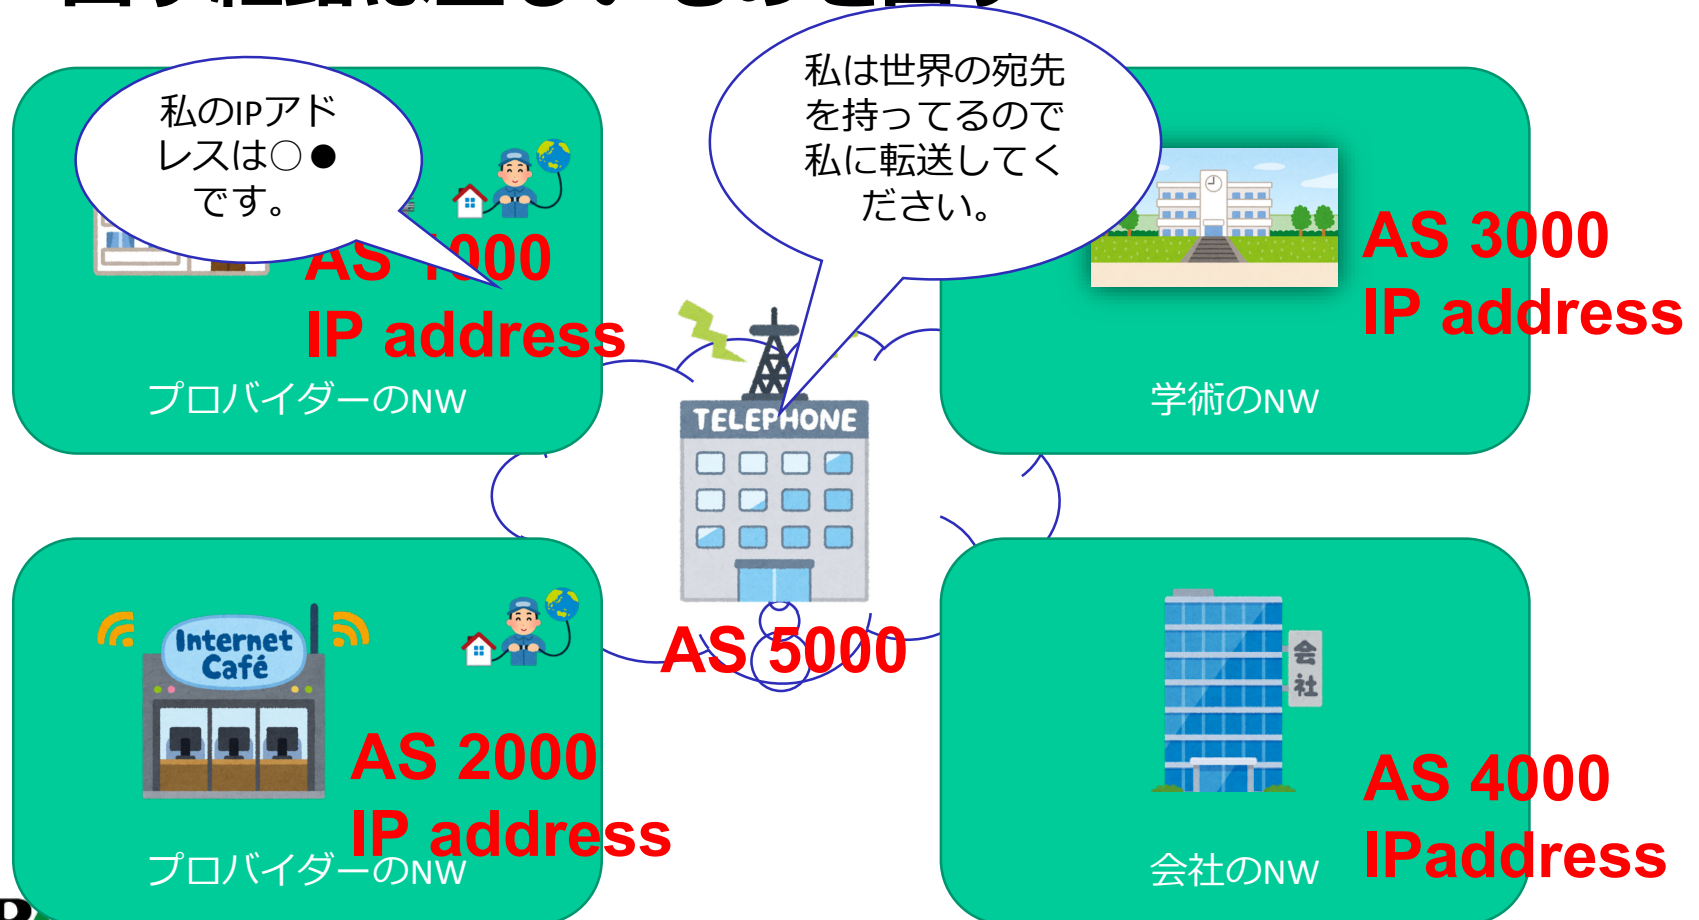 私のIPアド
レスは○●
です。
私は世界の宛先
を持ってるので
私に転送してく
ださい。
AS 1000
IP address
プロバイダーのNW
AS 3000
IP address
学術のNW
TELEPHONE
AS 5000
Internet
Café
AS 2000
IP address
プロバイダーのNW
会社
AS 4000
IPaddress
会社のNW